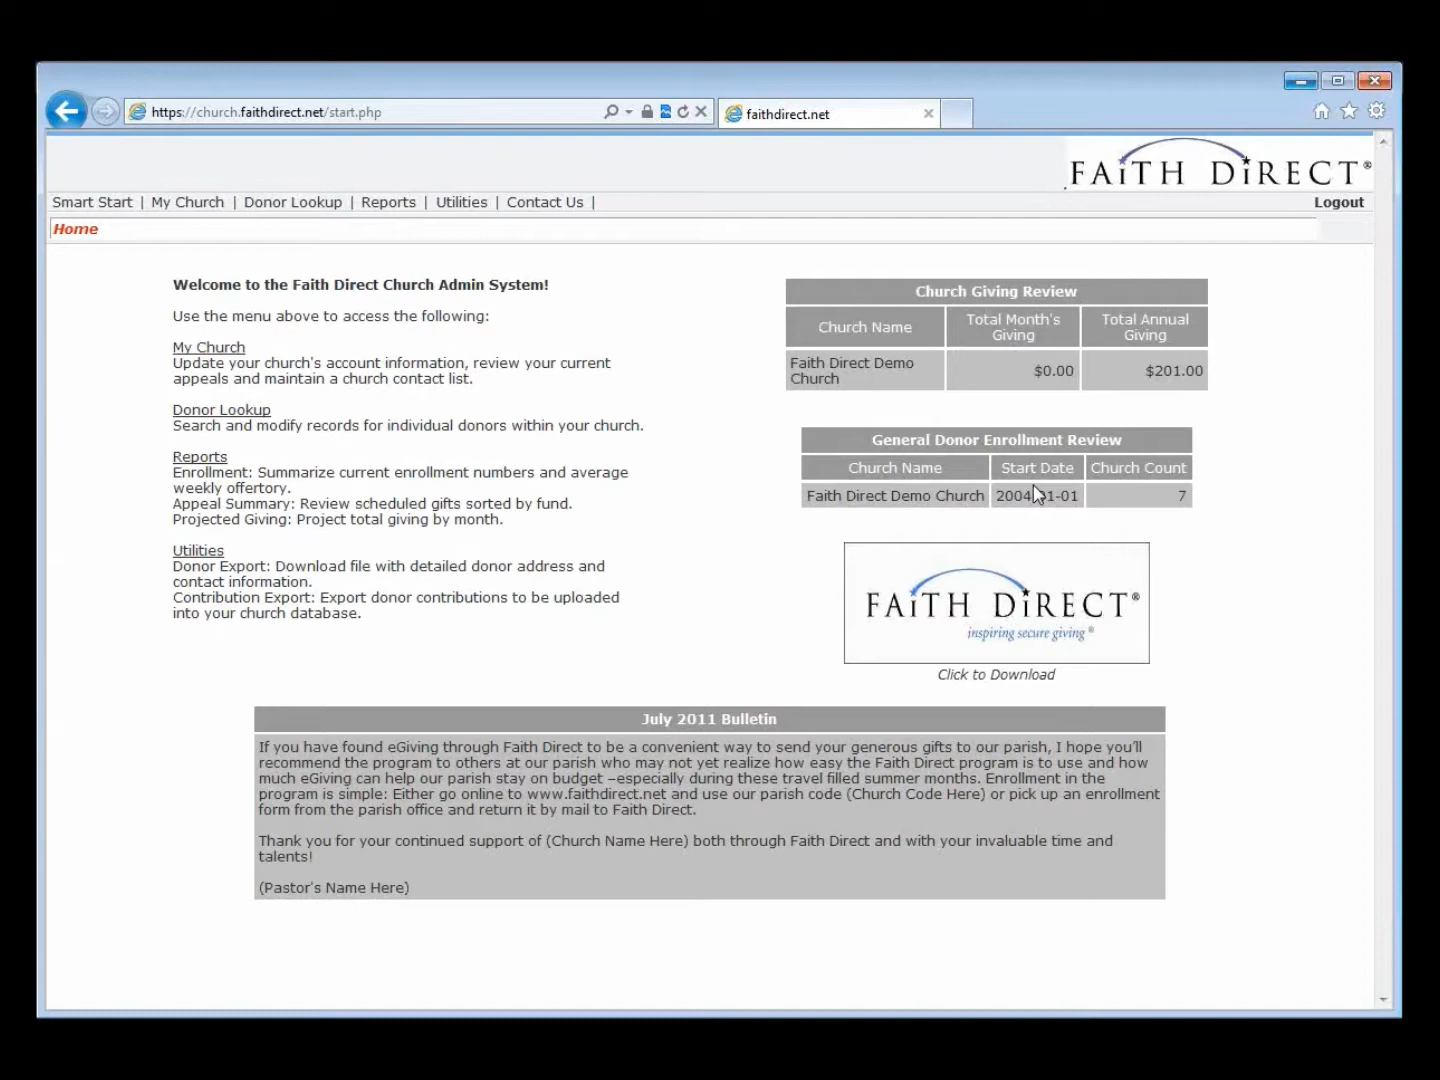 https://church.faithdirect.net/start.php
faithdirect.net
FAiTH DiRECT®
Smart Start | My Church | Donor Lookup | Reports | Utilities | Contact Us |
Logout
Home
Welcome to the Faith Direct Church Admin System!
Use the menu above to access the following:
My Church
Update your church's account information, review your current
appeals and maintain a church contact list.
Donor Lookup
Search and modify records for individual donors within your church.
Reports
Enrollment: Summarize current enrollment numbers and average
weekly offertory.
Appeal Summary: Review scheduled gifts sorted by fund.
Projected Giving: Project total giving by month.
Utilities
Donor Export: Download file with detailed donor address and
contact information.
Contribution Export: Export donor contributions to be uploaded
into your church database.
Church Giving Review
Church Name
Total Month's
Giving
Total Annual
Giving
Faith Direct Demo
Church
$0.00
$201.00
General Donor Enrollment Review
Church Name
Start Date
Church Count
Faith Direct Demo Church
2004-01-01
7
FAiTH DiRECT®
inspiring secure giving®
Click to Download
July 2011 Bulletin
If you have found eGiving through Faith Direct to be a convenient way to send your generous gifts to our parish, I hope you'll
recommend the program to others at our parish who may not yet realize how easy the Faith Direct program is to use and how
much eGiving can help our parish stay on budget –especially during these travel filled summer months. Enrollment in the
program is simple: Either go online to www.faithdirect.net and use our parish code (Church Code Here) or pick up an enrollment
form from the parish office and return it by mail to Faith Direct.
Thank you for your continued support of (Church Name Here) both through Faith Direct and with your invaluable time and
talents!
(Pastor's Name Here)